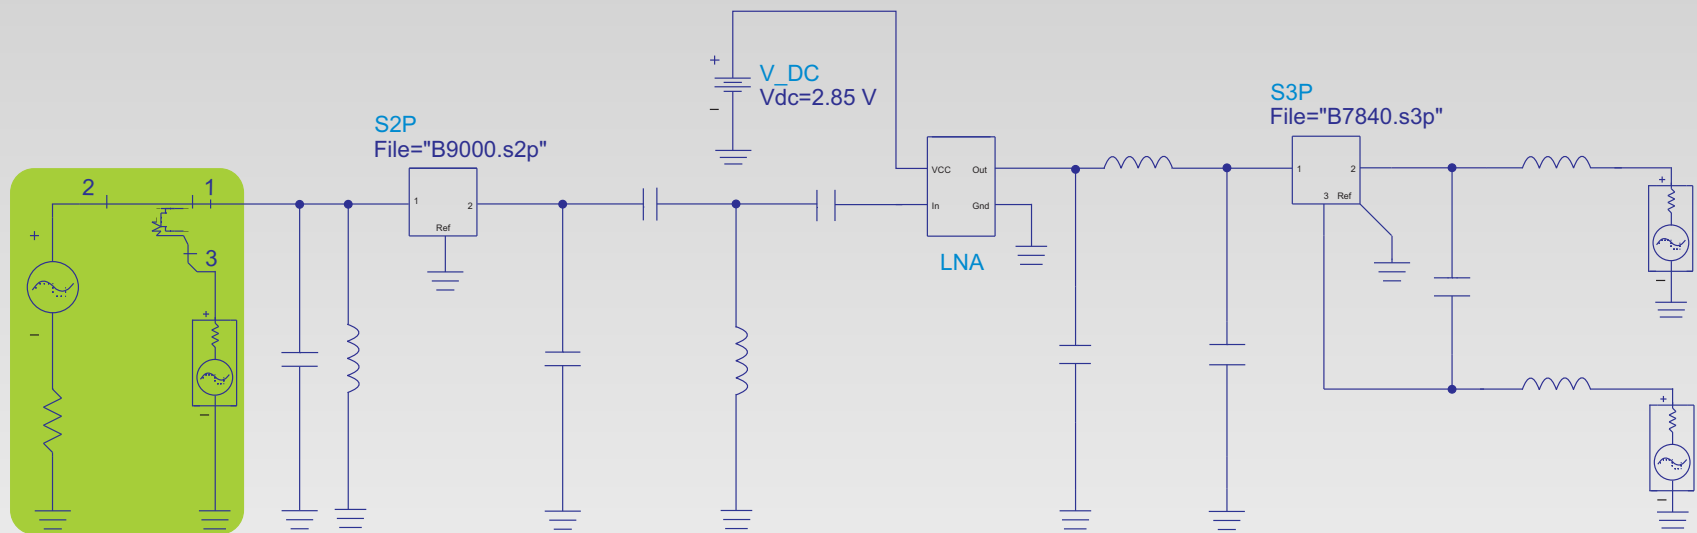 +
V_DC
Vdc=2.85 V
–
S3P
File="B7840.s3p"
S2P
File="B9000.s2p"
VCC
Out
In
Gnd
LNA
1
2
3 Ref
+
–
2
1
3
+
–
+
–
1
2
Ref
+
–